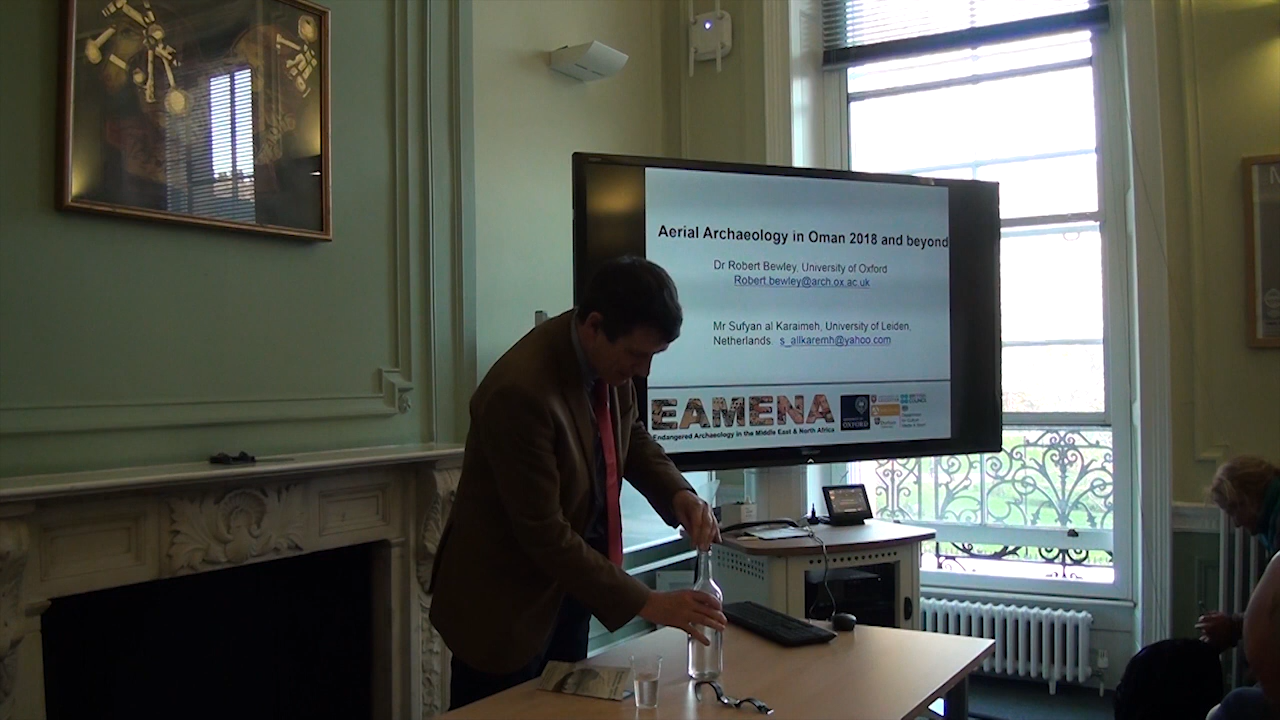 Aerial Archaeology in Oman 2018 and beyond
Dr Robert Bewley, University of Oxford
Robert.bewley@arch.ox.ac.uk
Mr Sufyan al Karaimeh, University of Leiden,
Netherlands. s_allkaremh@yahoo.com
EAMENA
Endangered Archaeology in the Middle East & North Africa
OXFORD